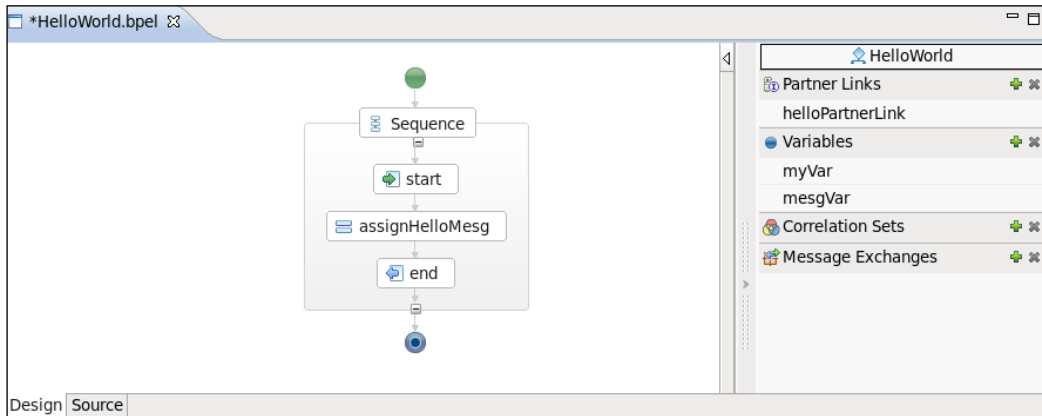 *HelloWorld.bpel
Sequence
start
assignHelloMesg
end
HelloWorld
Partner Links
helloPartnerLink
Variables
myVar
mesgVar
Correlation Sets
Message Exchanges
Design Source